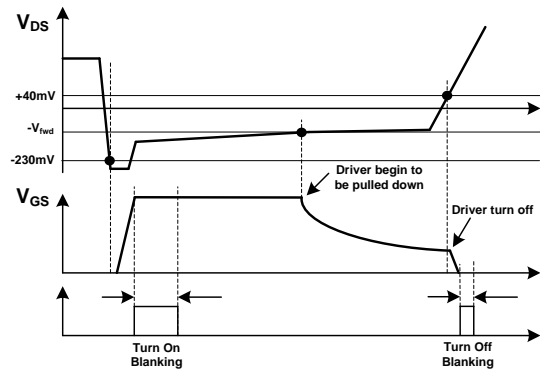 VDS
+40mV
-Vfwd
-230mV
Driver begin to
be pulled down
VGS
Driver turn off
Turn On
Blanking
Turn Off
Blanking